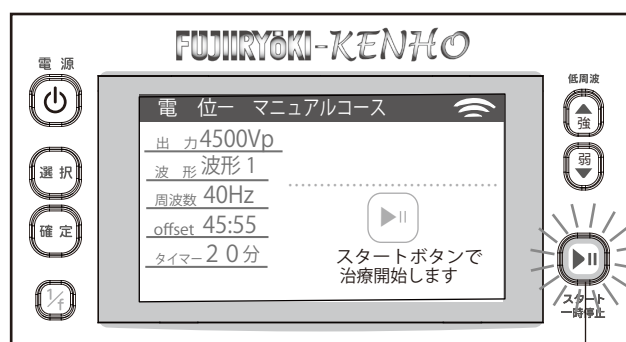 FUJIIRYŌKI-KENHO
電 源
選 択
確 定
1/f
電 位ー マニュアルコース
出 力4500Vp
波 形 波形 1
周波数 40Hz
offset 45:55
タイマー20分
スタートボタンで
治療開始します
低周波
強
弱
スタート
一時停止